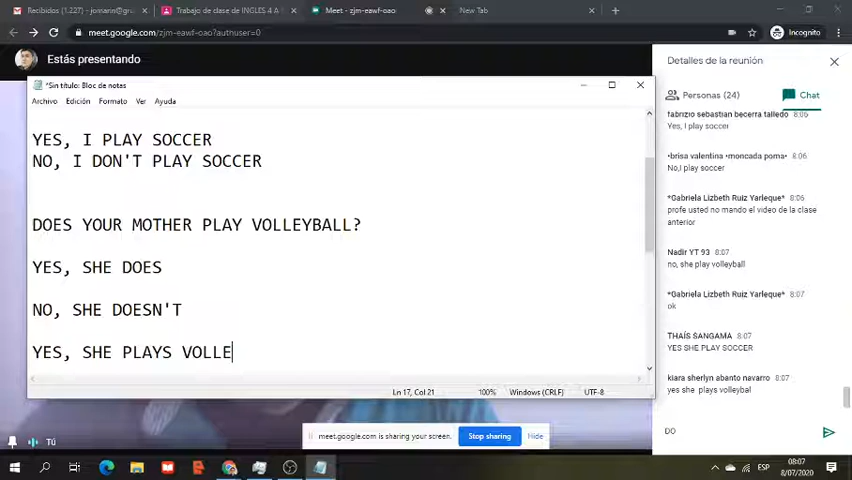 Recibidos (1.227) - jomarin@gru
Trabajo de clase de INGLES 4 A
Meet - zjm-eawf-oao
New Tab
meet.google.com/zjm-eawf-oao?authuser=0
Incognito
Estás presentando
*Sin título: Bloc de notas
Archivo Edición Formato Ver Ayuda
YES, I PLAY SOCCER
NO, I DON'T PLAY SOCCER
DOES YOUR MOTHER PLAY VOLLEYBALL?
YES, SHE DOES
NO, SHE DOESN'T
YES, SHE PLAYS VOLLE
Ln 17, Col 21 100% Windows (CRLF) UTF-8
Tú
meet.google.com is sharing your screen. Stop sharing Hide
Detalles de la reunión
Personas (24) Chat
fabrizio sebastian becerra talledo 8:06
Yes, I play soccer
•brisa valentina •moncada poma• 8:06
No,I play soccer
*Gabriela Lizbeth Ruiz Yarleque* 8:06
profe usted no mando el video de la clase
anterior
Nadir YT 93 8:07
no, she play volleyball
*Gabriela Lizbeth Ruiz Yarleque* 8:07
ok
THAÍS SANGAMA 8:07
YES SHE PLAY SOCCER
kiara sherlyn abanto navarro 8:07
yes she plays volleybal
DO
ESP
08:07
8/07/2020